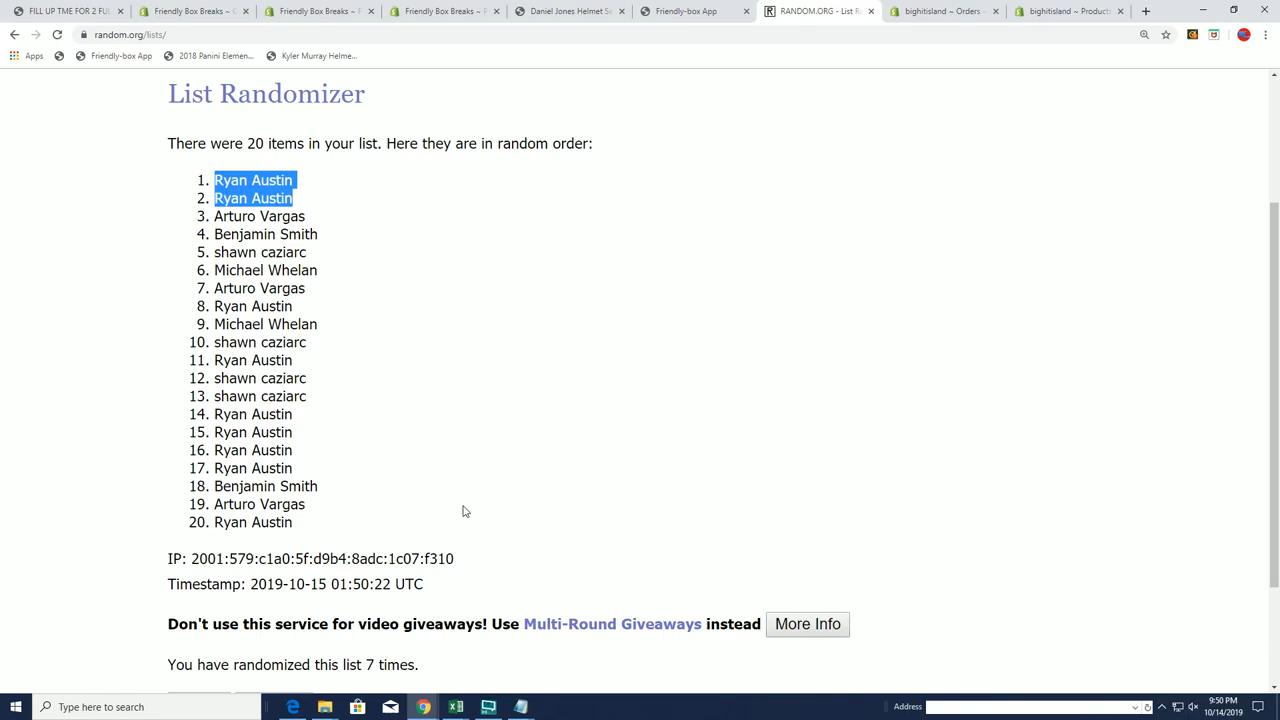 FILL UP TME FOR 2 FUL
Friendly Box Breaks ~ C
Friendly Box Breaks ~ P
Friendly Box Breaks ~ P
Daniel Jones Helmet Se
Friendly-box App
RANDOM.ORG - List R
bighitisland ~ Orders ~
bighitisland ~ Product
random.org/lists/
Apps
Friendly-box App
2018 Panini Elemen...
Kyler Murray Helme...
List Randomizer
There were 20 items in your list. Here they are in random order:
1. Ryan Austin
2. Ryan Austin
3. Arturo Vargas
4. Benjamin Smith
5. shawn caziarc
6. Michael Whelan
7. Arturo Vargas
8. Ryan Austin
9. Michael Whelan
10. shawn caziarc
11. Ryan Austin
12. shawn caziarc
13. shawn caziarc
14. Ryan Austin
15. Ryan Austin
16. Ryan Austin
17. Ryan Austin
18. Benjamin Smith
19. Arturo Vargas
20. Ryan Austin
IP: 2001:579:c1a0:5f:d9b4:8adc:1c07:f310
Timestamp: 2019-10-15 01:50:22 UTC
Don't use this service for video giveaways! Use Multi-Round Giveaways instead More Info
You have randomized this list 7 times.
Type here to search
Address
9:50 PM
10/14/2019